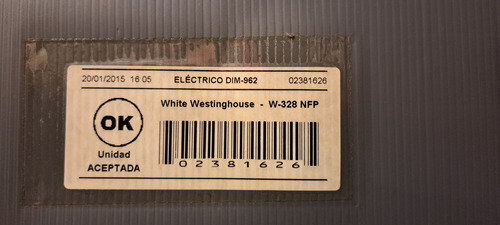 20/01/2015 16:05 ELÉCTRICO DIM-962 02381626
White Westinghouse - W-328 NFP
OK
Unidad
ACEPTADA
02381626